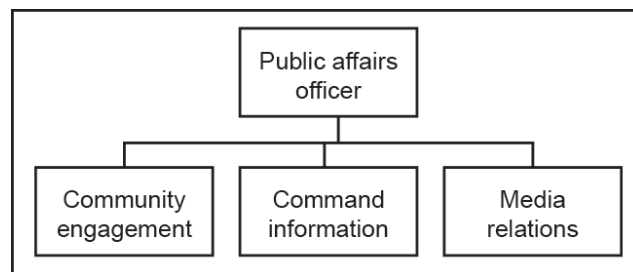 Public affairs
officer
Community
engagement
Command
information
Media
relations